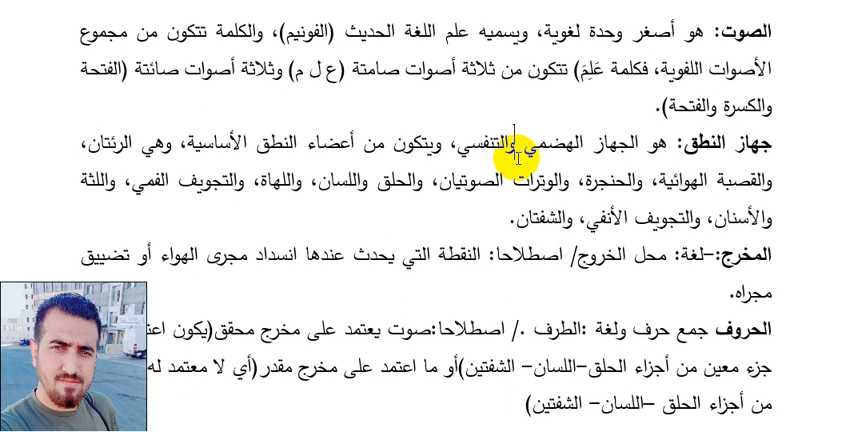 الصوت: هو أصغر وحدة لغوية، ويسميه علم اللغة الحديث (الفونيم)، والكلمة تتكون من مجموع
الأصوات اللفوية، فكلمة عَلِمَ) تتكون من ثلاثة أصوات صامتة (ع ل م) وثلاثة أصوات صائتة (الفتحة
والكسرة والفتحة).
جهاز النطق: هو الجهاز الهضمي والتنفسي، ويتكون من أعضاء النطق الأساسية، وهي الرئتان،
والقصبة الهوائية، والحنجرة، والوترات الصوتيان، والحلق واللسان، واللهاة، والتجويف الفمي، واللثة
والأسنان، والتجويف الأنفي، والشفتان.
المخرج:-لغة: محل الخروج/ اصطلاحا: النقطة التي يحدث عندها انسداد مجرى الهواء أو تضييق
مجراه.
الحروف جمع حرف ولغة :الطرف ./ اصطلاحا:صوت يعتمد على مخرج محقق(يكون
جزء معين من أجزاء الحلق-اللسان- الشفتين)أو ما اعتمد على مخرج مقدر(أي لا معتمد له
من أجزاء الحلق -اللسان- الشفتين)